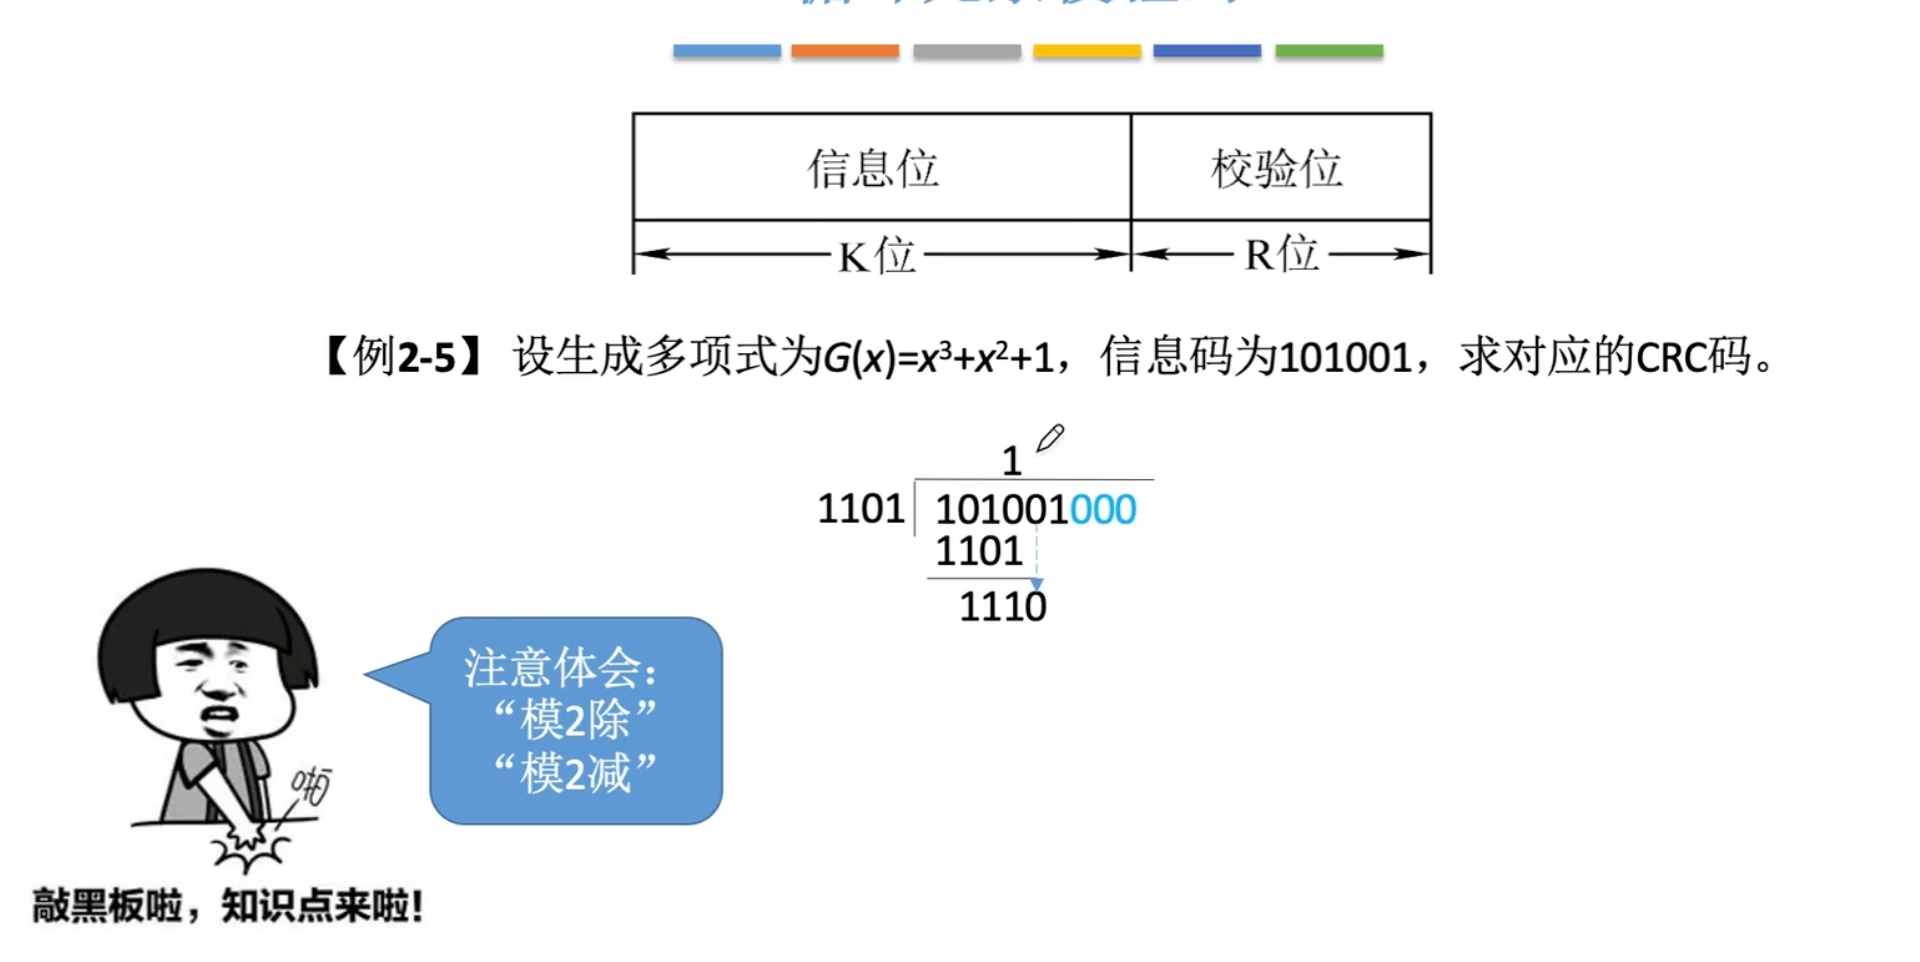 信息位 校验位
K位 R位
【例2-5】 设生成多项式为G(x)=x³+x²+1，信息码为101001，求对应的CRC码。
1
1101 101001000
1101
1110
注意体会：
“模2除”
“模2减”
啪
敲黑板啦，知识点来啦！